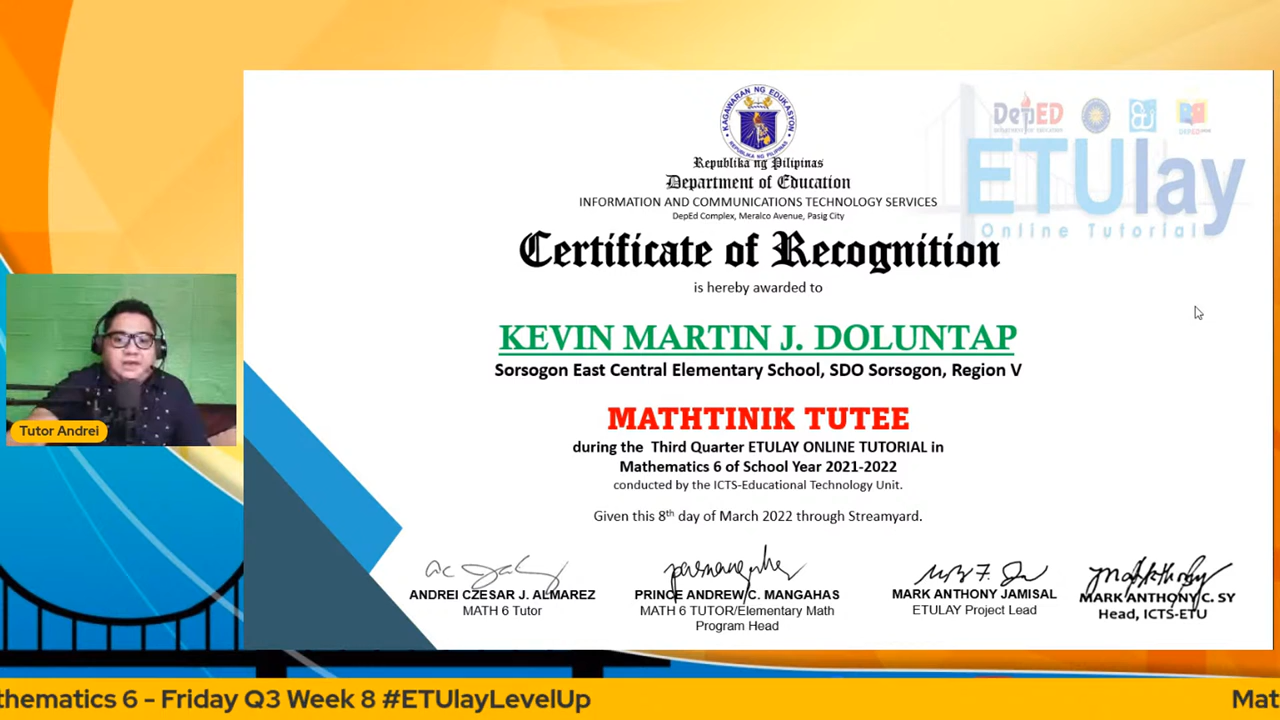 KAGAWARAN NG EDUKASYON
REPUBLIKA NG PILIPINAS
Republika ng Pilipinas
Department of Education
INFORMATION AND COMMUNICATIONS TECHNOLOGY SERVICES
DepEd Complex, Meralco Avenue, Pasig City
DepED
ETUlay
Online Tutorial
Certificate of Recognition
is hereby awarded to
KEVIN MARTIN J. DOLUNTAP
Sorsogon East Central Elementary School, SDO Sorsogon, Region V
MATHTINIK TUTEE
during the Third Quarter ETULAY ONLINE TUTORIAL in
Mathematics 6 of School Year 2021-2022
conducted by the ICTS-Educational Technology Unit.
Given this 8th day of March 2022 through Streamyard.
ANDREI CZESAR J. ALMAREZ
MATH 6 Tutor
PRINCE ANDREW C. MANGAHAS
MATH 6 TUTOR/Elementary Math
Program Head
MARK ANTHONY JAMISAL
ETULAY Project Lead
MARK ANTHONY C. SY
Head, ICTS-ETU
Tutor Andrei
thematics 6 - Friday Q3 Week 8 #ETUlayLevelUp
Mat